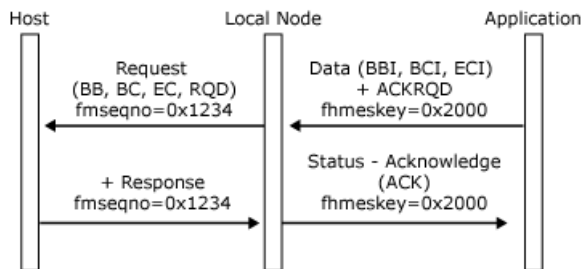 Host
Local Node
Application
Request
(BB, BC, EC, RQD)
fmseqno=0x1234
Data (BBI, BCI, ECI)
+ ACKRQD
fhmeskey=0x2000
+ Response
fmseqno=0x1234
Status - Acknowledge
(ACK)
fhmeskey=0x2000